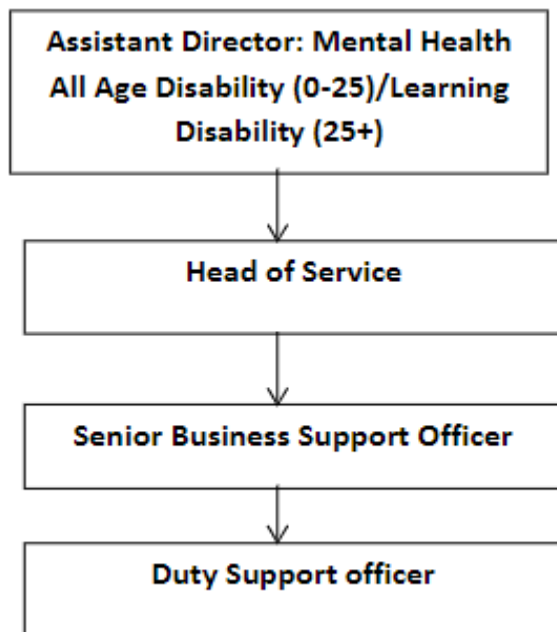 Assistant Director: Mental Health
All Age Disability (0-25)/Learning
Disability (25+)
Head of Service
Senior Business Support Officer
Duty Support officer